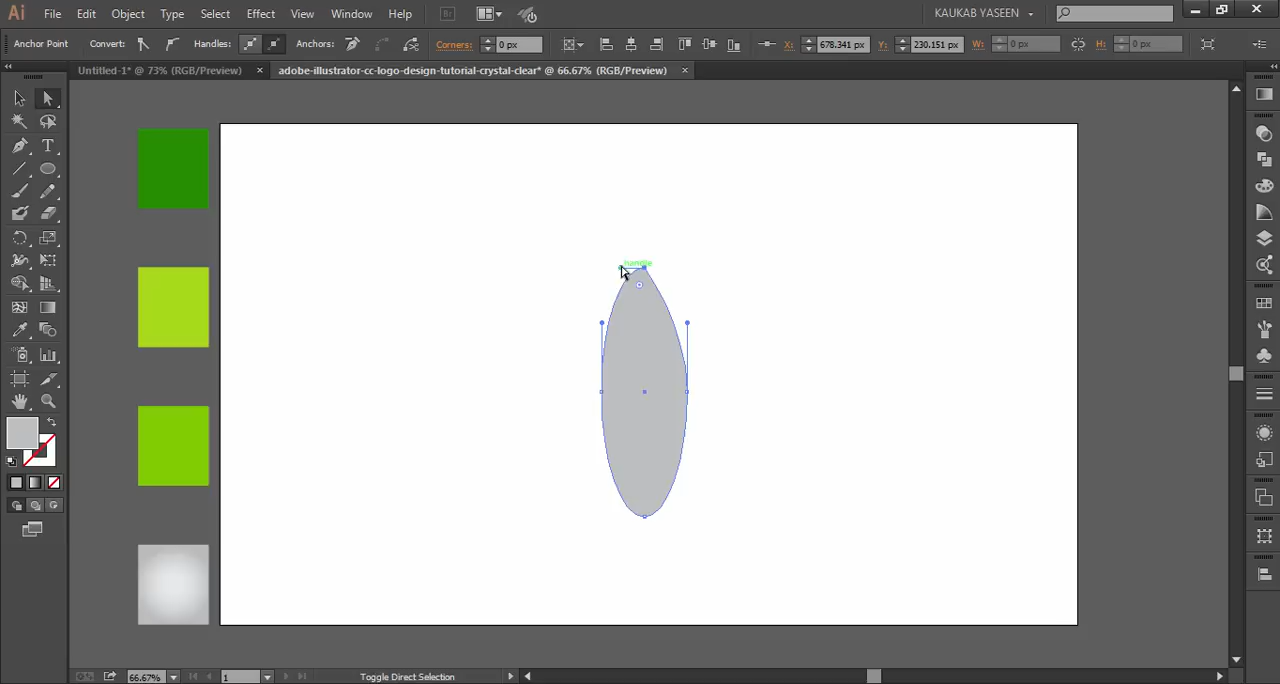 Ai File Edit Object Type Select Effect View Window Help Br KAUKAB YASEEN
Anchor Point Convert: Handles: Anchors: Corners: 0 px X: 678.341 px Y: 230.151 px W: 0 px H: 0 px
Untitled-1* @ 73% (RGB/Preview) × adobe-illustrator-cc-logo-design-tutorial-crystal-clear* @ 66.67% (RGB/Preview) ×
handle
66.67% 1 Toggle Direct Selection